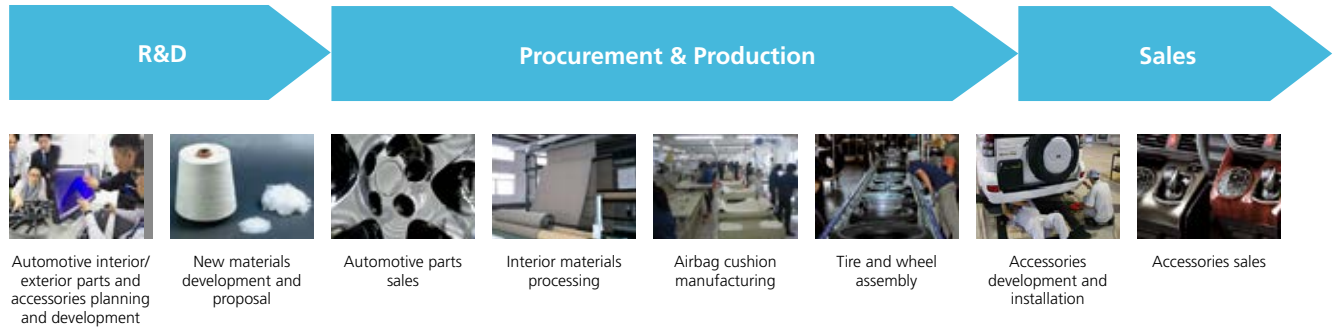 R&D
Procurement & Production
Sales
Automotive interior/
exterior parts and
accessories planning
and development
New materials
development and
proposal
Automotive parts
sales
Interior materials
processing
Airbag cushion
manufacturing
Tire and wheel
assembly
Accessories
development and
installation
Accessories sales